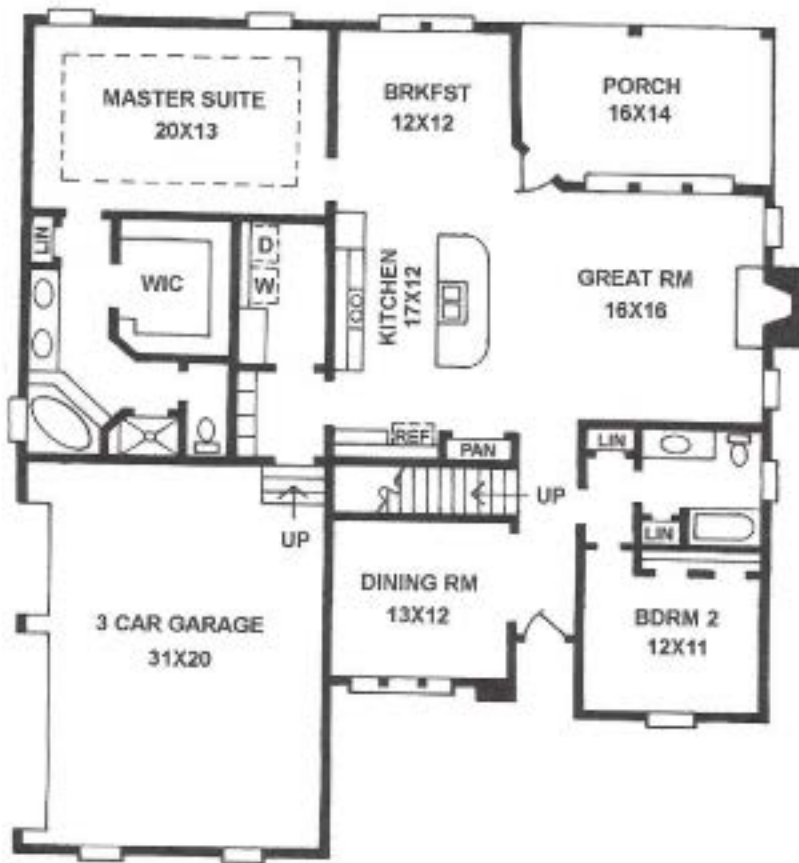 MASTER SUITE
20X13
BRKFST
12X12
PORCH
16X14
LIN
WIC
D
W
KITCHEN
17X12
GREAT RM
16X16
REF
PAN
LIN
UP
UP
LIN
DINING RM
13X12
3 CAR GARAGE
31X20
BDRM 2
12X11